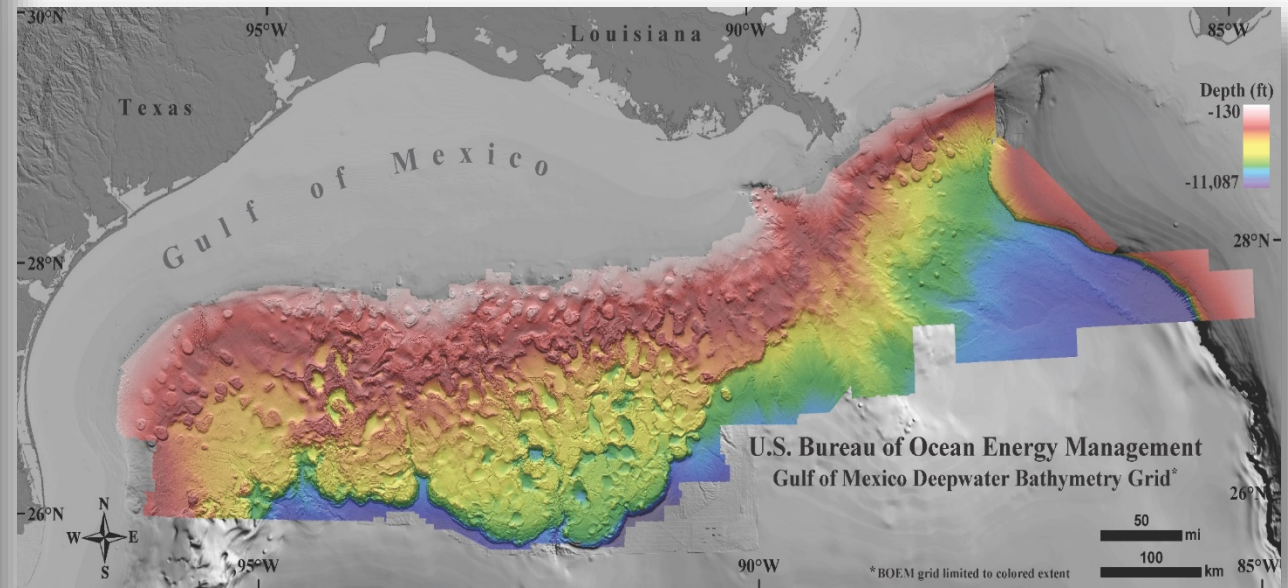 30°N
95°W
Louisiana
90°W
85°W
Texas
Depth (ft)
-130
-11,087
Gulf of Mexico
28°N
28°N
U.S. Bureau of Ocean Energy Management
Gulf of Mexico Deepwater Bathymetry Grid*
26°N
26°N
N
W
E
S
50
mi
100
km
95°W
90°W
*BOEM grid limited to colored extent
85°W